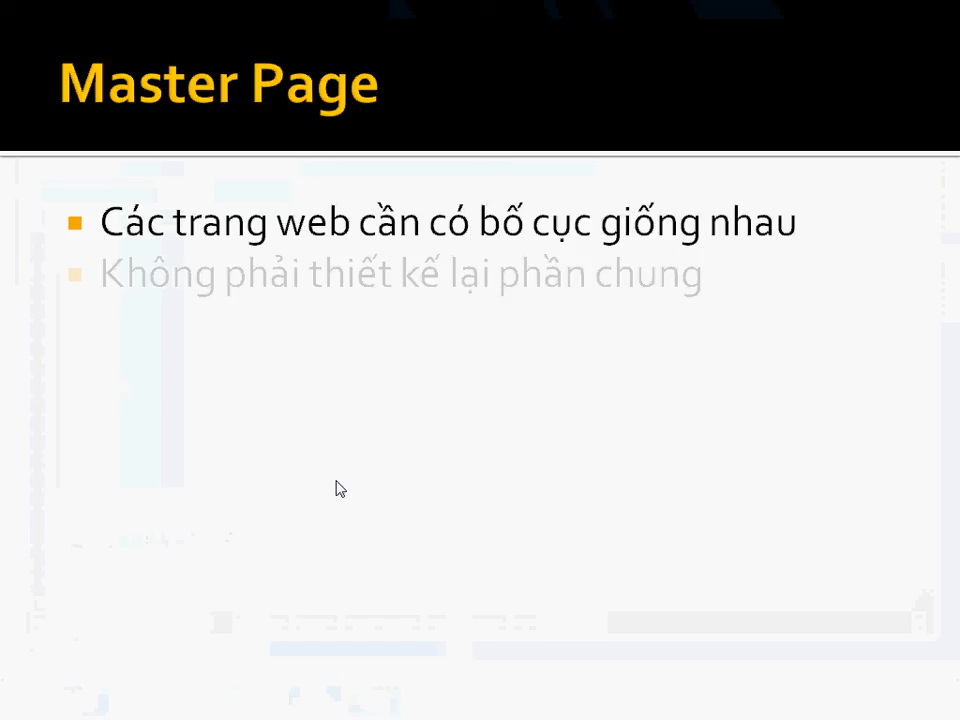 Master Page
Các trang web cần có bố cục giống nhau
Không phải thiết kế lại phần chung